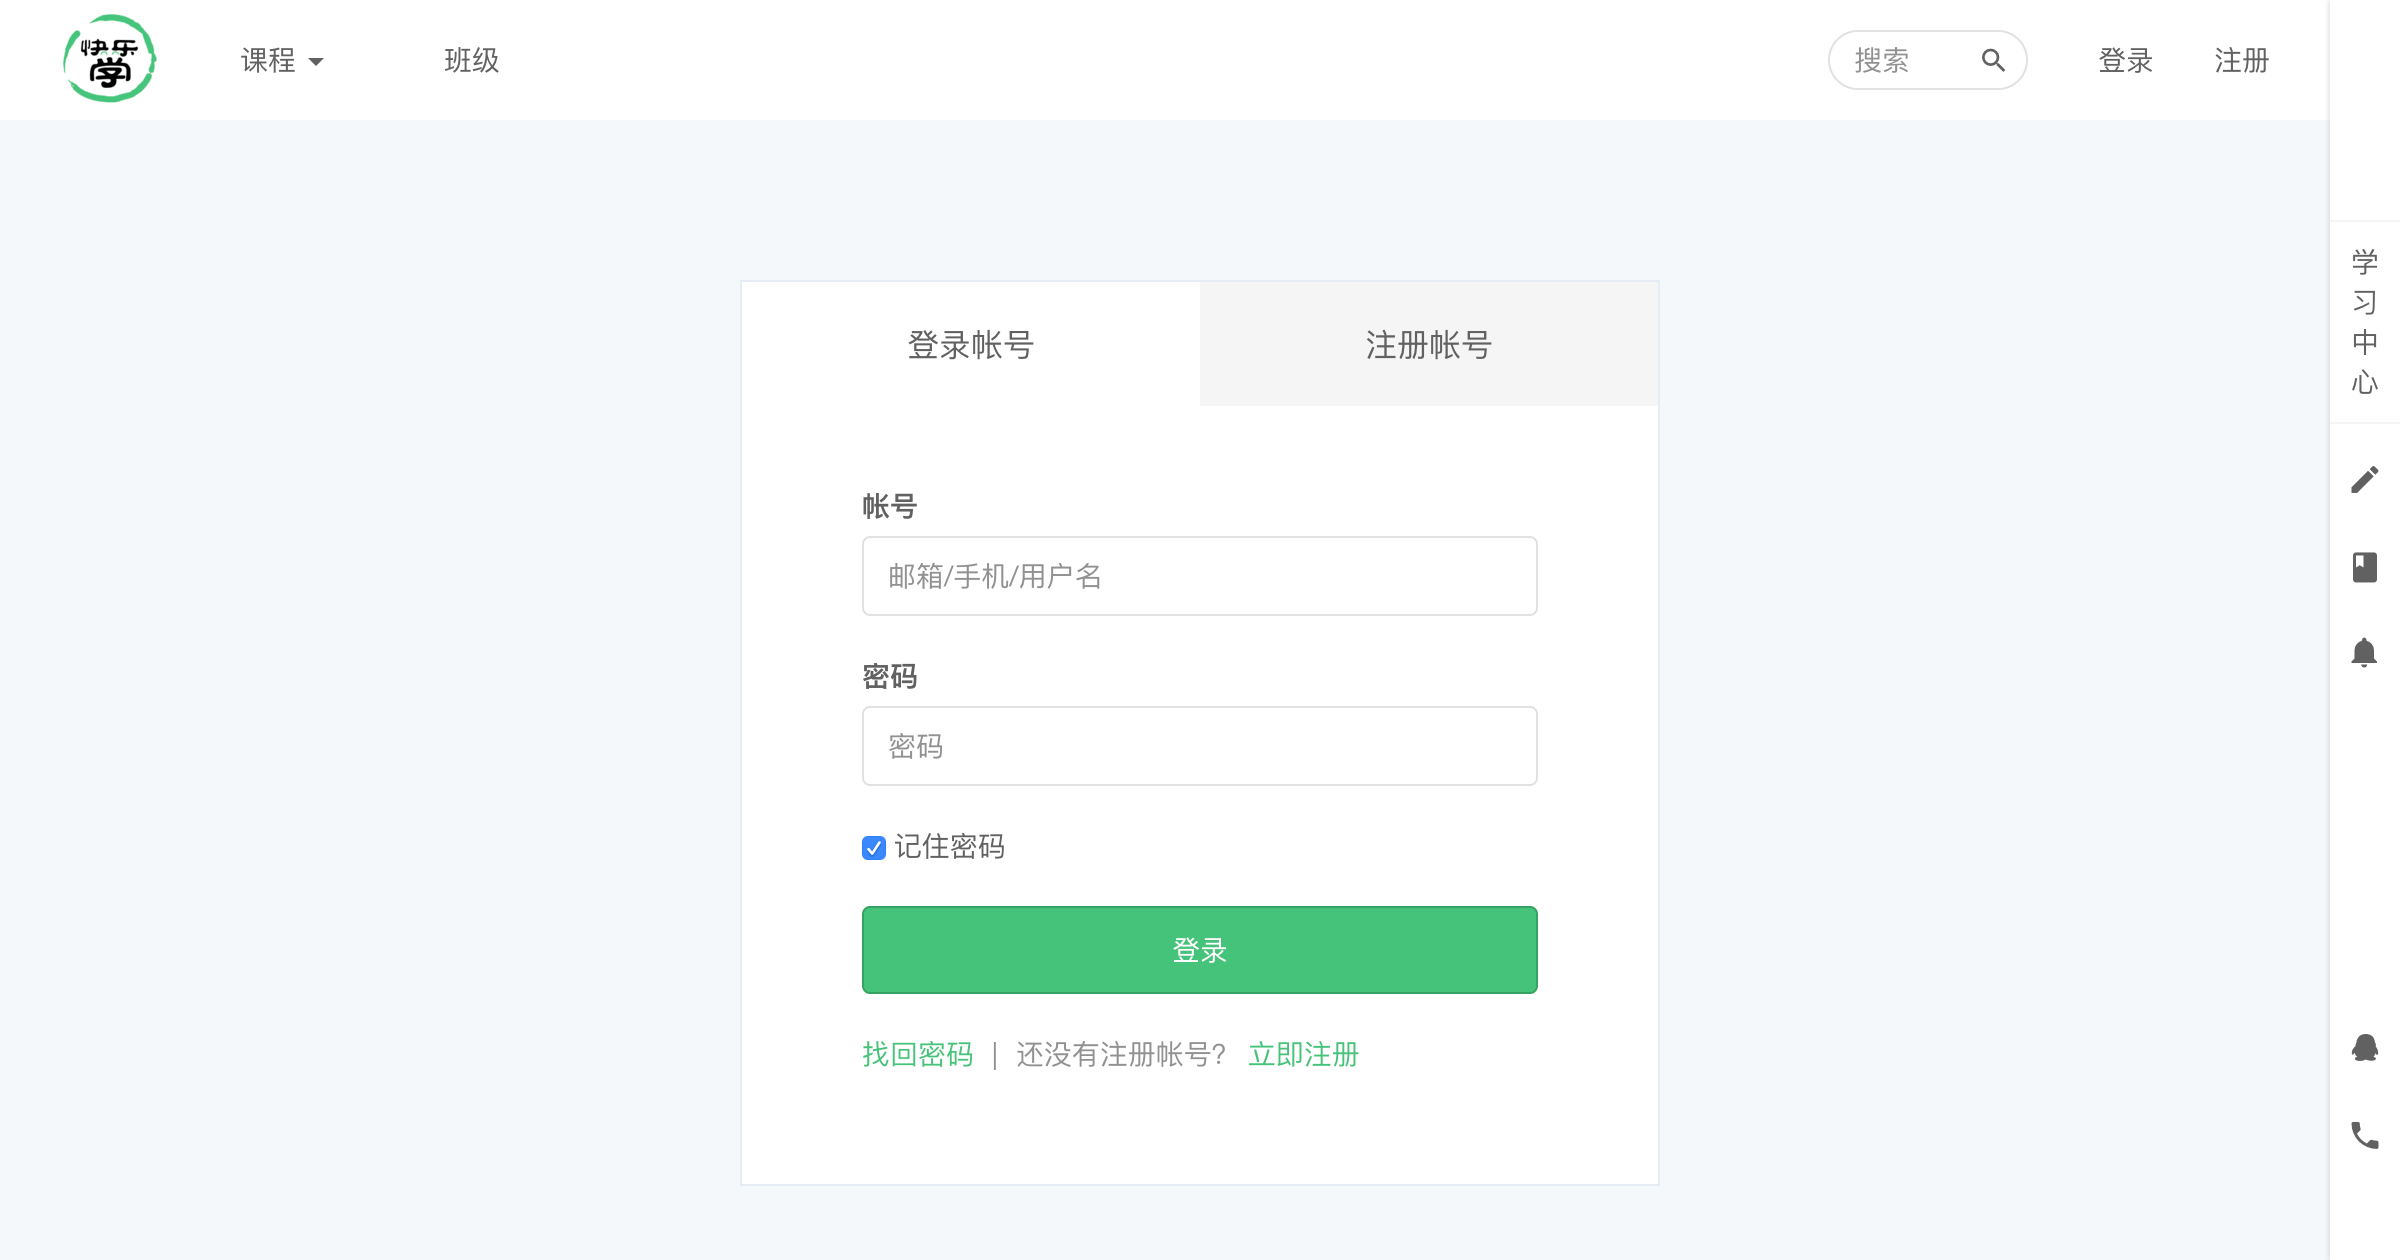 快乐
学
课程
班级
搜索
登录
注册
登录帐号
注册帐号
帐号
邮箱/手机/用户名
密码
密码
记住密码
登录
找回密码 | 还没有注册帐号？ 立即注册
学
习
中
心